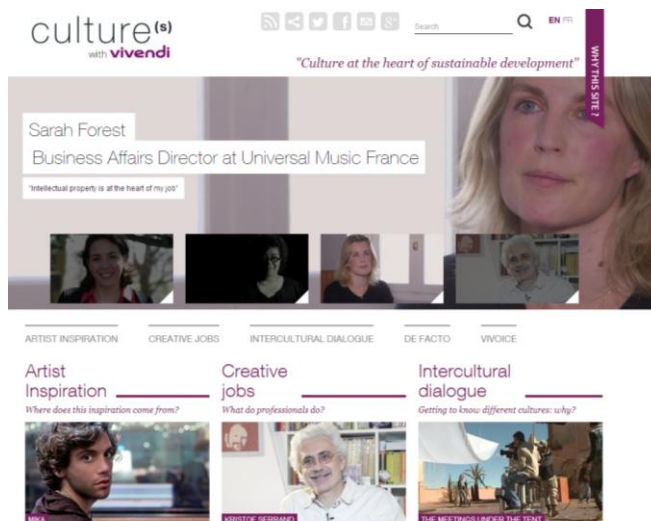 culture(s)
with vivendi
Search
EN FR
"Culture at the heart of sustainable development"
WHY THIS SITE ?
Sarah Forest
Business Affairs Director at Universal Music France
"Intellectual property is at the heart of my job"
ARTIST INSPIRATION CREATIVE JOBS INTERCULTURAL DIALOGUE DE FACTO VIVOICE
Artist
Inspiration
Where does this inspiration come from?
MIKA
Creative
jobs
What do professionals do?
KRISTOF SERRAND
Intercultural
dialogue
Getting to know different cultures: why?
THE MEETINGS UNDER THE TENT